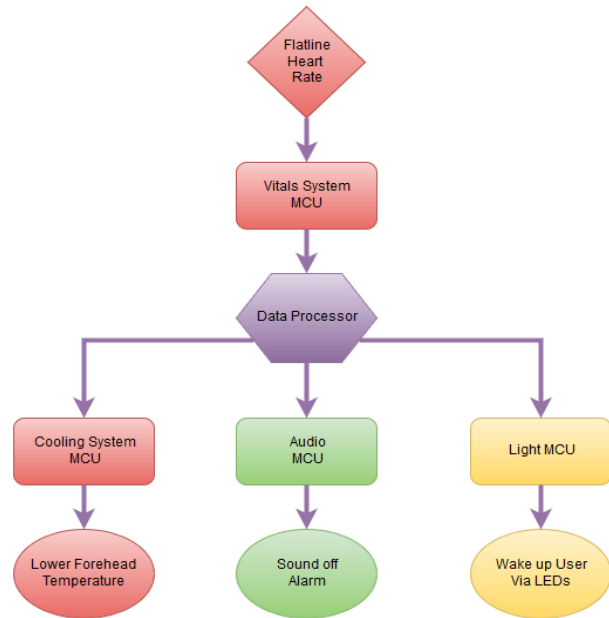 Flatline
Heart
Rate
Vitals System
MCU
Data Processor
Cooling System
MCU
Audio
MCU
Light MCU
Lower Forehead
Temperature
Sound off
Alarm
Wake up User
Via LEDs